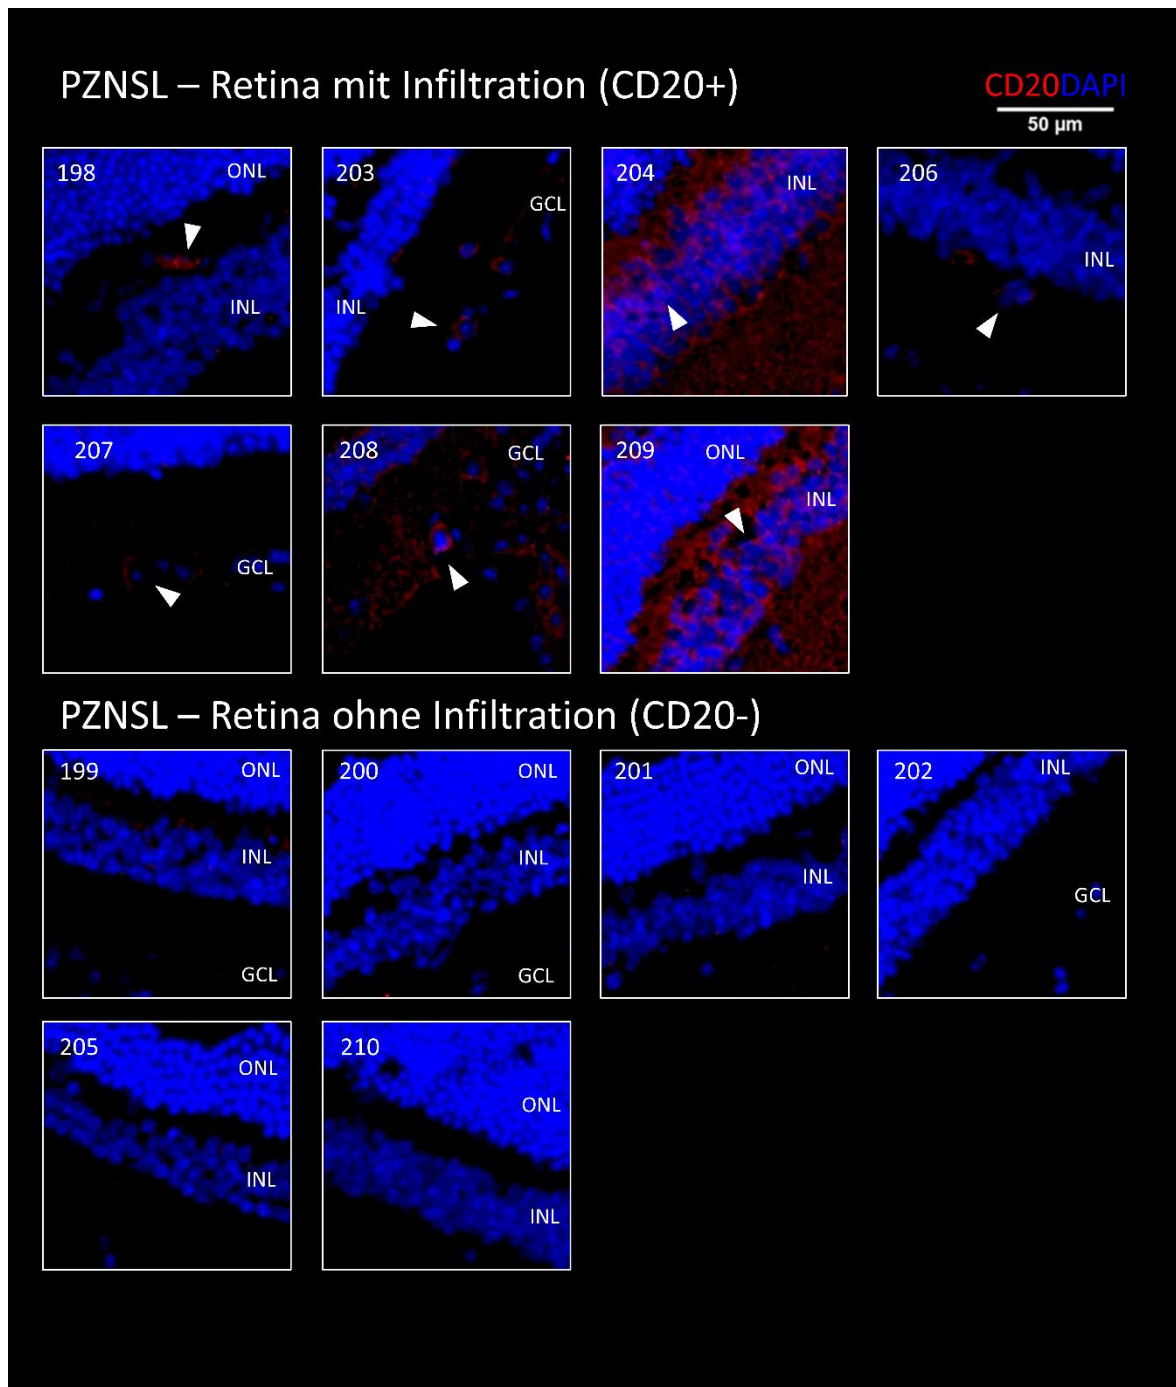 PZNSL – Retina mit Infiltration (CD20+)
CD20DAPI
50 µm
198
ONL
INL
203
GCL
INL
204
INL
206
INL
207
GCL
208
GCL
209
ONL
INL
PZNSL – Retina ohne Infiltration (CD20-)
199
ONL
INL
GCL
200
ONL
INL
GCL
201
ONL
INL
202
INL
GCL
205
ONL
INL
210
ONL
INL